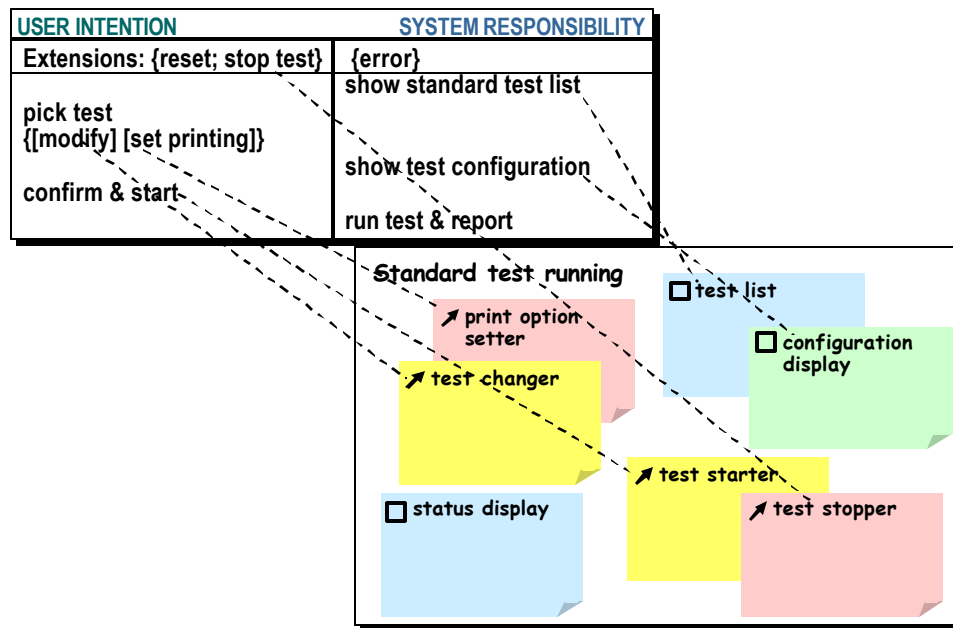 USER INTENTION
SYSTEM RESPONSIBILITY
Extensions: {reset; stop test}
{error}
show standard test list
pick test
{[modify] [set printing]}
show test configuration
confirm & start
run test & report
Standard test running
test list
print option
setter
configuration
display
test changer
test starter
status display
test stopper